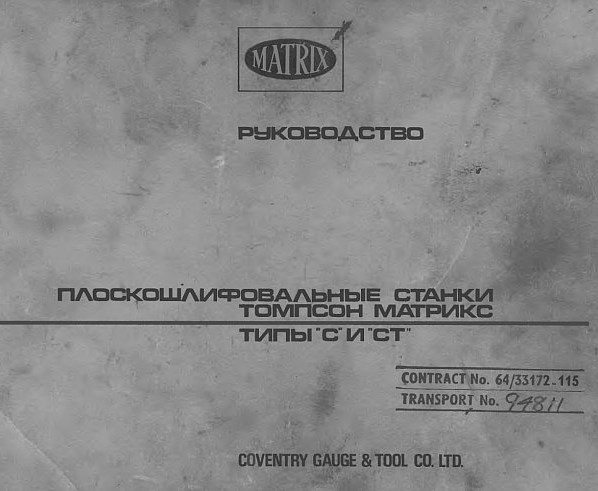 MATRIX
РУКОВОДСТВО
ПЛОСКОШЛИФОВАЛЬНЫЕ СТАНКИ
ТОМПСОН МАТРИКС
ТИПЫ "С" И "СТ"
CONTRACT No. 64/33172-115
TRANSPORT No. 94811
COVENTRY GAUGE & TOOL CO. LTD.